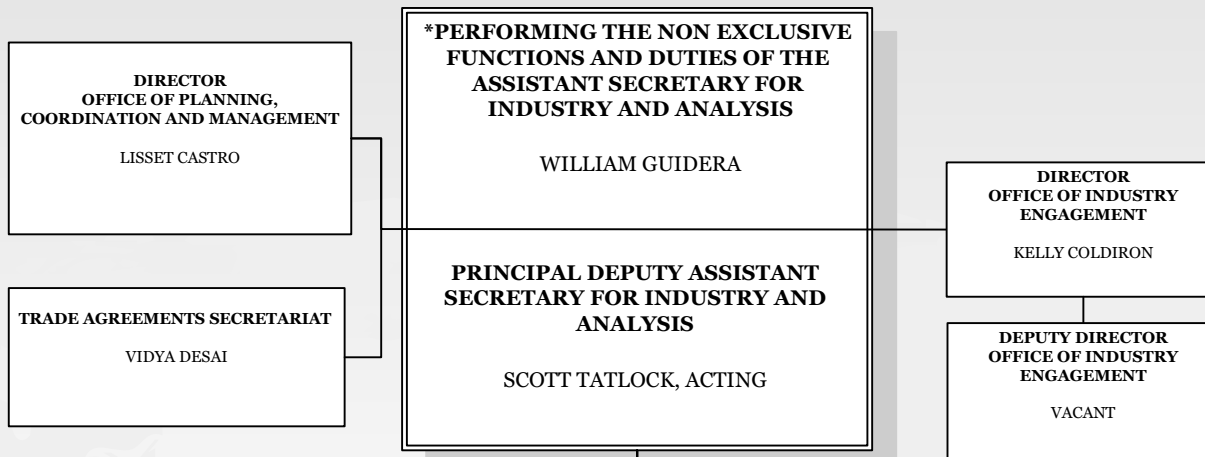 DIRECTOR
OFFICE OF PLANNING,
COORDINATION AND MANAGEMENT
LISSET CASTRO
TRADE AGREEMENTS SECRETARIAT
VIDYA DESAI
*PERFORMING THE NON EXCLUSIVE
FUNCTIONS AND DUTIES OF THE
ASSISTANT SECRETARY FOR
INDUSTRY AND ANALYSIS
WILLIAM GUIDERA
PRINCIPAL DEPUTY ASSISTANT
SECRETARY FOR INDUSTRY AND
ANALYSIS
SCOTT TATLOCK, ACTING
DIRECTOR
OFFICE OF INDUSTRY
ENGAGEMENT
KELLY COLDIRON
DEPUTY DIRECTOR
OFFICE OF INDUSTRY
ENGAGEMENT
VACANT